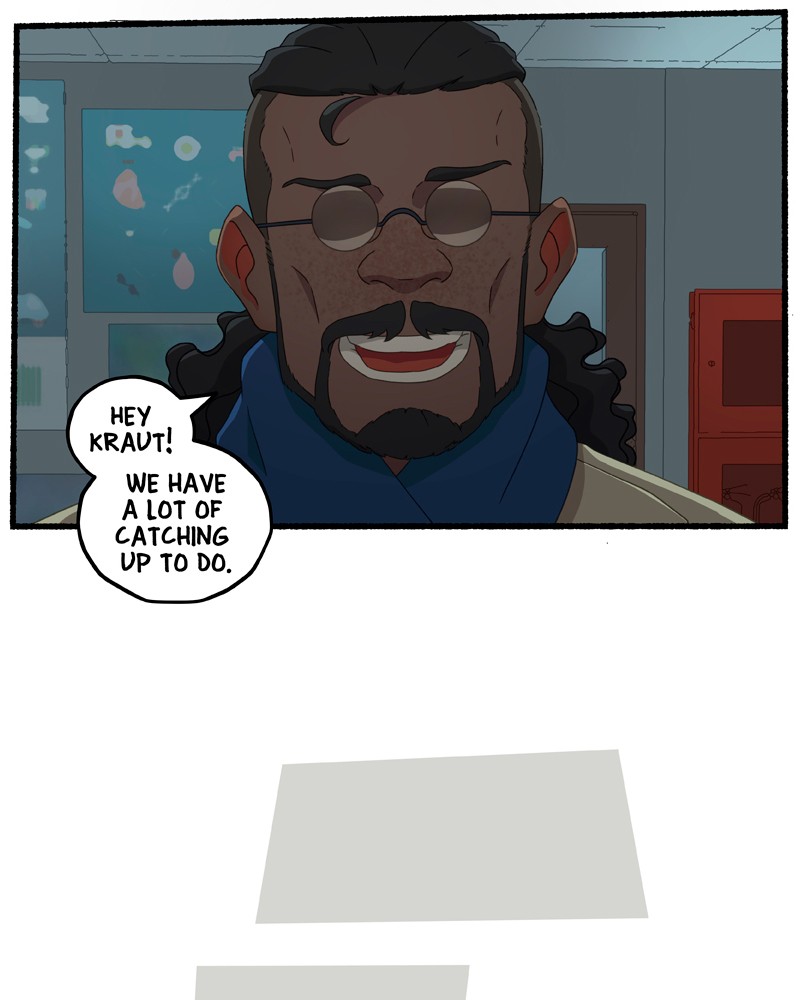 HEY
KRAUT!
WE HAVE
A LOT OF
CATCHING
UP TO DO.